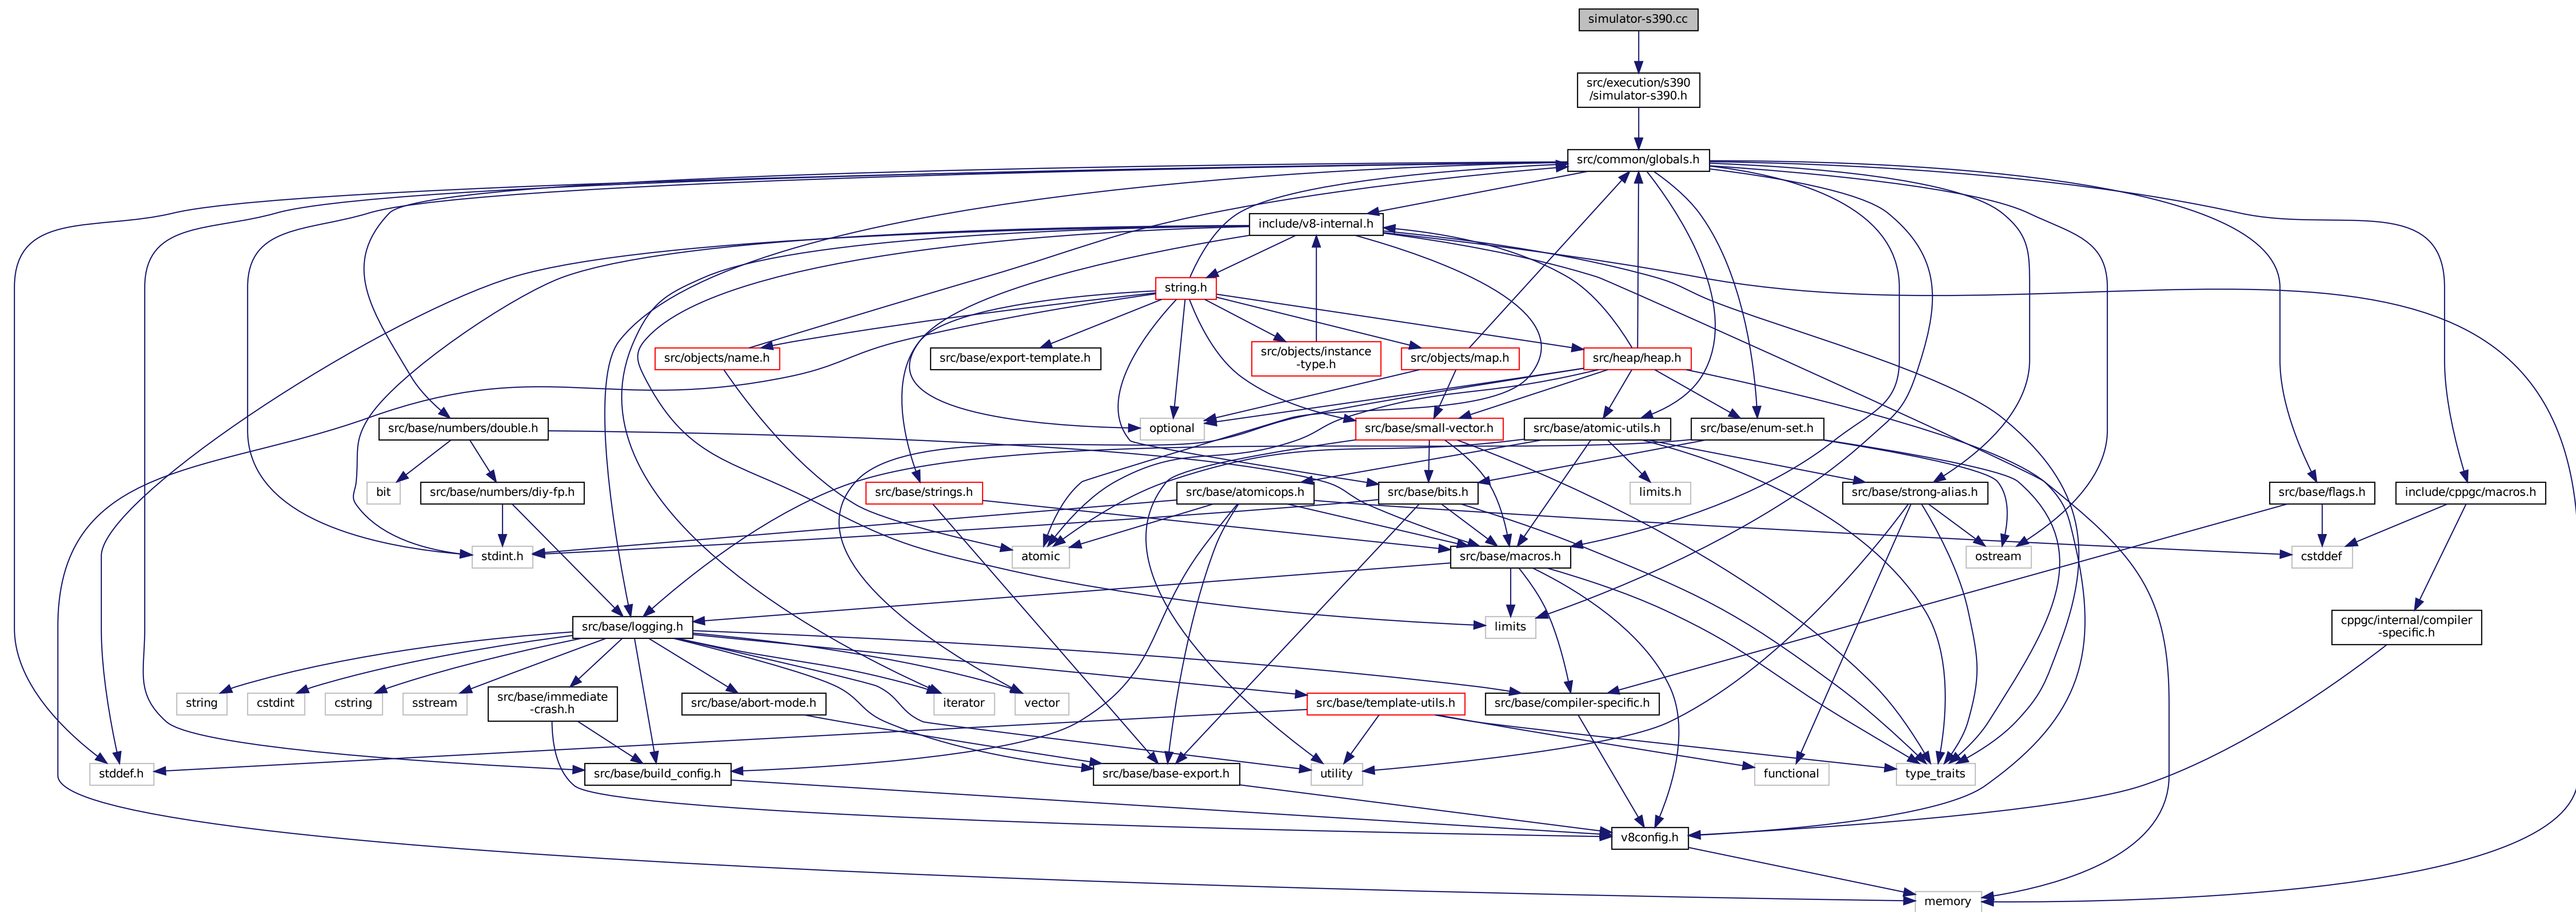 simulator-s390.cc
src/execution/s390
/simulator-s390.h
src/common/globals.h
include/v8-internal.h
string.h
src/objects/name.h
src/base/export-template.h
src/objects/instance
-type.h
src/objects/map.h
src/heap/heap.h
src/base/numbers/double.h
optional
src/base/small-vector.h
src/base/atomic-utils.h
src/base/enum-set.h
bit
src/base/numbers/diy-fp.h
src/base/strings.h
src/base/atomicops.h
src/base/bits.h
limits.h
src/base/strong-alias.h
src/base/flags.h
include/cppgc/macros.h
stdint.h
atomic
src/base/macros.h
ostream
cstddef
src/base/logging.h
limits
cppgc/internal/compiler
-specific.h
string
cstdint
cstring
sstream
src/base/immediate
-crash.h
src/base/abort-mode.h
iterator
vector
src/base/template-utils.h
src/base/compiler-specific.h
stddef.h
src/base/build_config.h
src/base/base-export.h
utility
functional
type_traits
v8config.h
memory